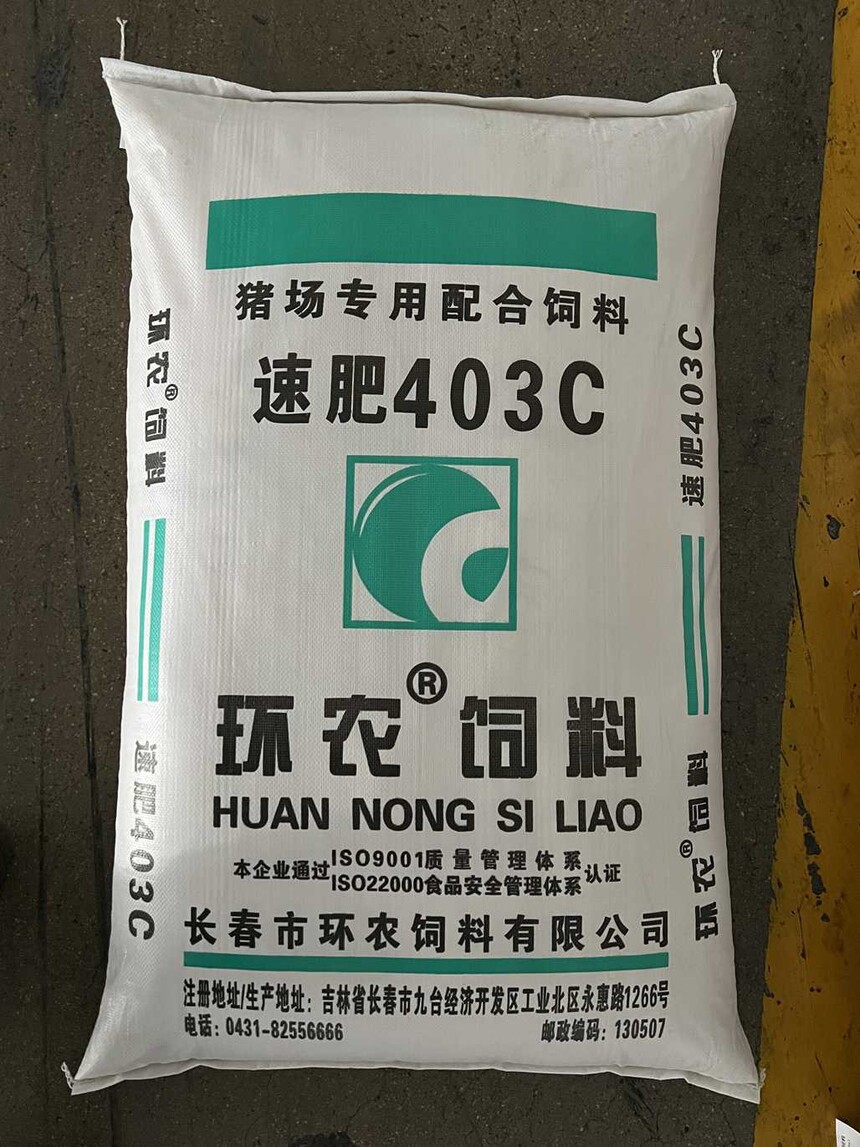 猪场专用配合饲料
速肥403C
环农®饲料
HUAN NONG SI LIAO
本企业通过ISO9001质量管理体系认证
ISO22000食品安全管理体系
长春市环农饲料有限公司
注册地址/生产地址：吉林省长春市九台经济开发区工业北区永惠路1266号
电话：0431-82556666 邮政编码：130507
环农®饲料
速肥403C
速肥403C
环农®饲料